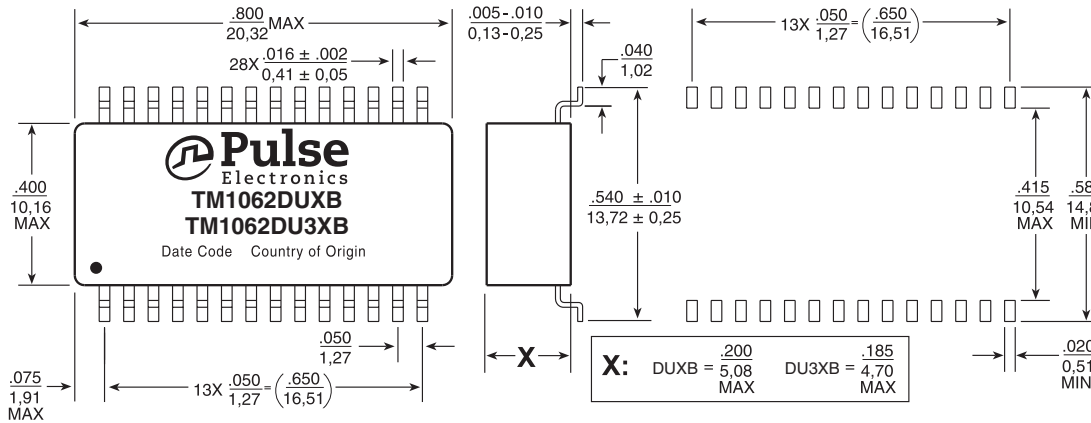 .800
20,32 MAX
28X .016 ± .002
0,41 ± 0,05
.005-.010
0,13-0,25
.040
1,02
13X .050
1,27 = (.650
16,51)
Pulse
Electronics
TM1062DUXB
TM1062DU3XB
Date Code Country of Origin
.400
10,16
MAX
.540 ± .010
13,72 ± 0,25
.415
10,54
MAX
.050
1,27
.075
1,91
MAX
13X .050
1,27 = (.650
16,51)
X
X: DUXB = .200
5,08
MAX
DU3XB = .185
4,70
MAX
.020
0,51